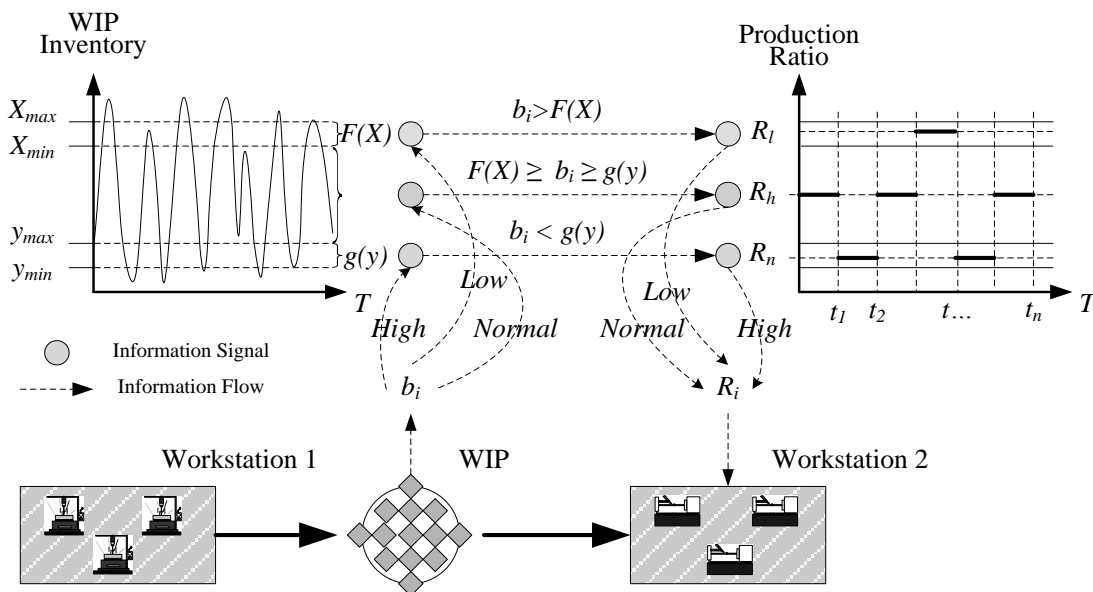 WIP
Inventory
X_max
X_min
y_max
y_min
T
F(X)
g(y)
b_i>F(X)
F(X) ≥ b_i ≥ g(y)
b_i < g(y)
Low
High
Normal
Production
Ratio
R_l
R_h
R_n
Low
Normal
High
t_1
t_2
t...
t_n
T
Information Signal
Information Flow
b_i
R_i
Workstation 1
WIP
Workstation 2